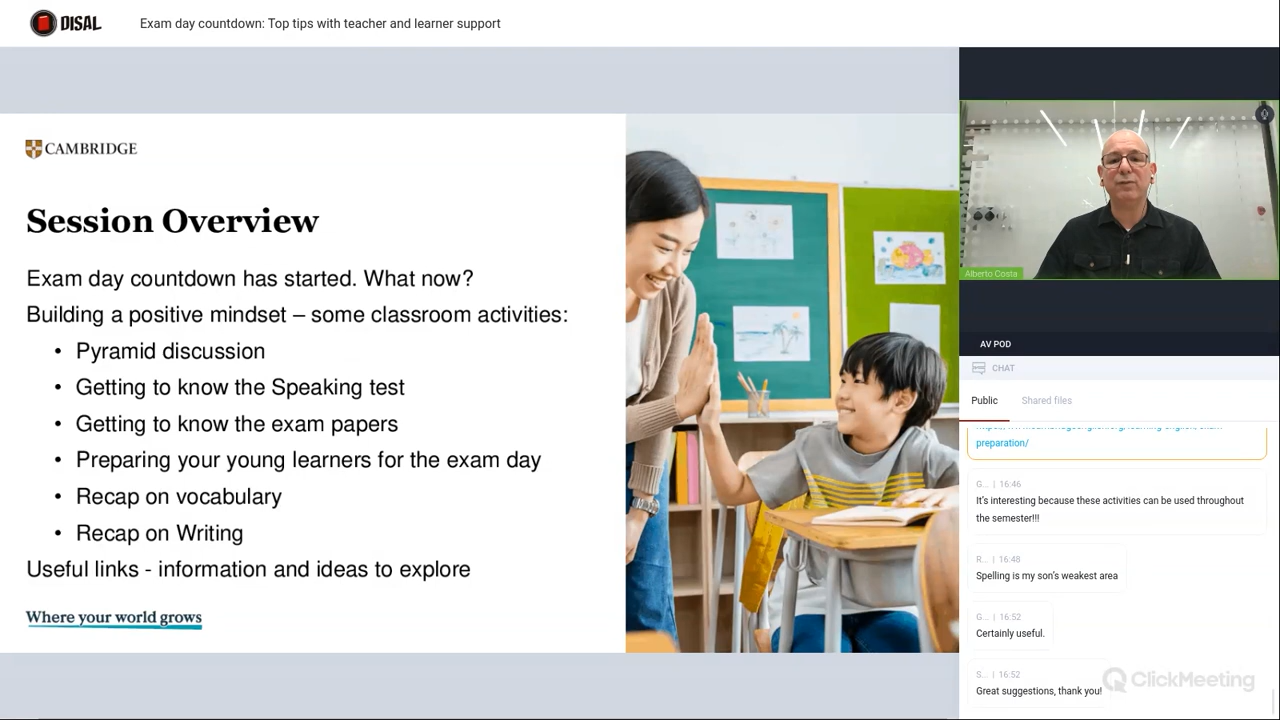 DISAL
Exam day countdown: Top tips with teacher and learner support
CAMBRIDGE
Session Overview
Exam day countdown has started. What now?
Building a positive mindset – some classroom activities:
• Pyramid discussion
• Getting to know the Speaking test
• Getting to know the exam papers
• Preparing your young learners for the exam day
• Recap on vocabulary
• Recap on Writing
Useful links - information and ideas to explore
Where your world grows
Alberto Costa
AV POD
CHAT
Public
Shared files
preparation/
G... | 16:46
It's interesting because these activities can be used throughout
the semester!!!
R... | 16:48
Spelling is my son's weakest area
G... | 16:52
Certainly useful.
S... | 16:52
Great suggestions, thank you!
ClickMeeting